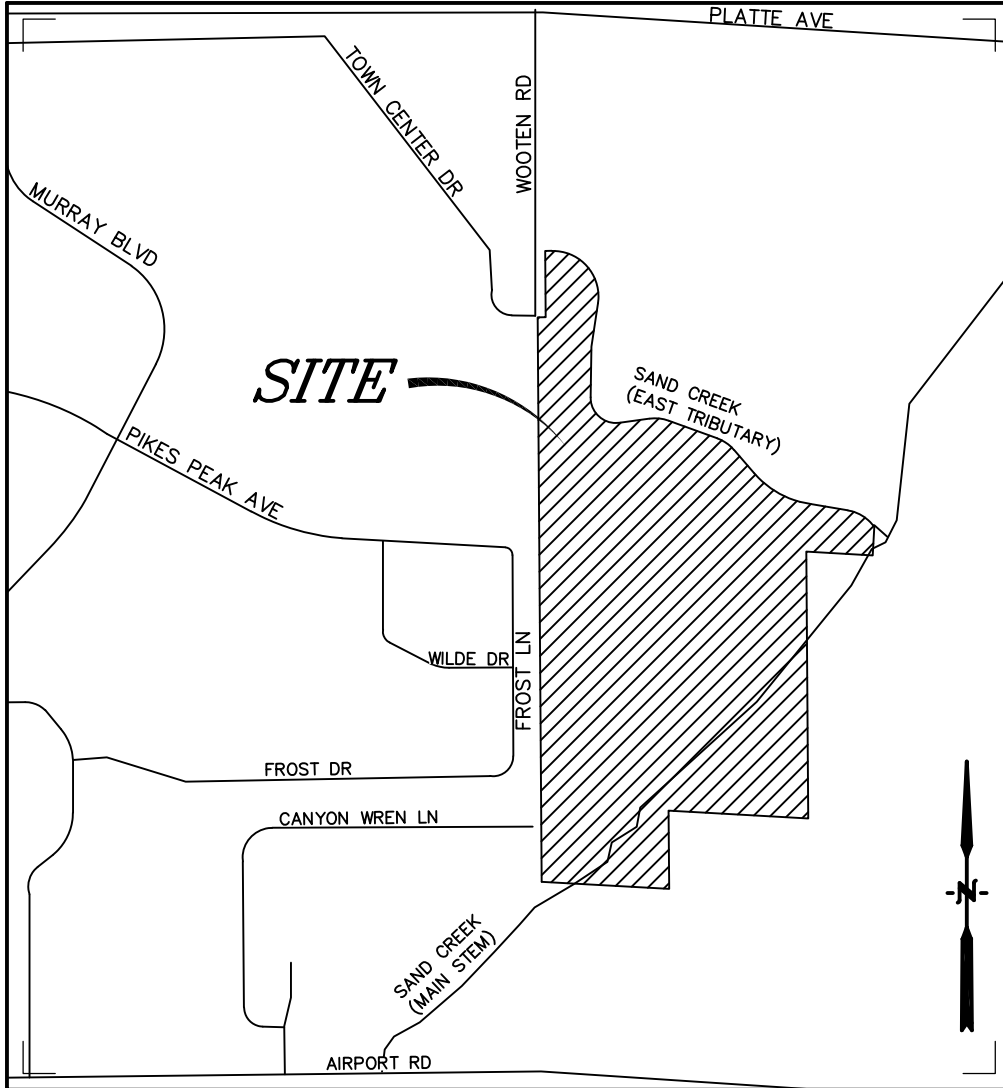 PLATTE AVE
TOWN CENTER DR
WOOTEN RD
MURRAY BLVD
SITE
SAND CREEK
(EAST TRIBUTARY)
PIKES PEAK AVE
WILDE DR
FROST LN
FROST DR
CANYON WREN LN
N
SAND CREEK
(MAIN STEM)
AIRPORT RD